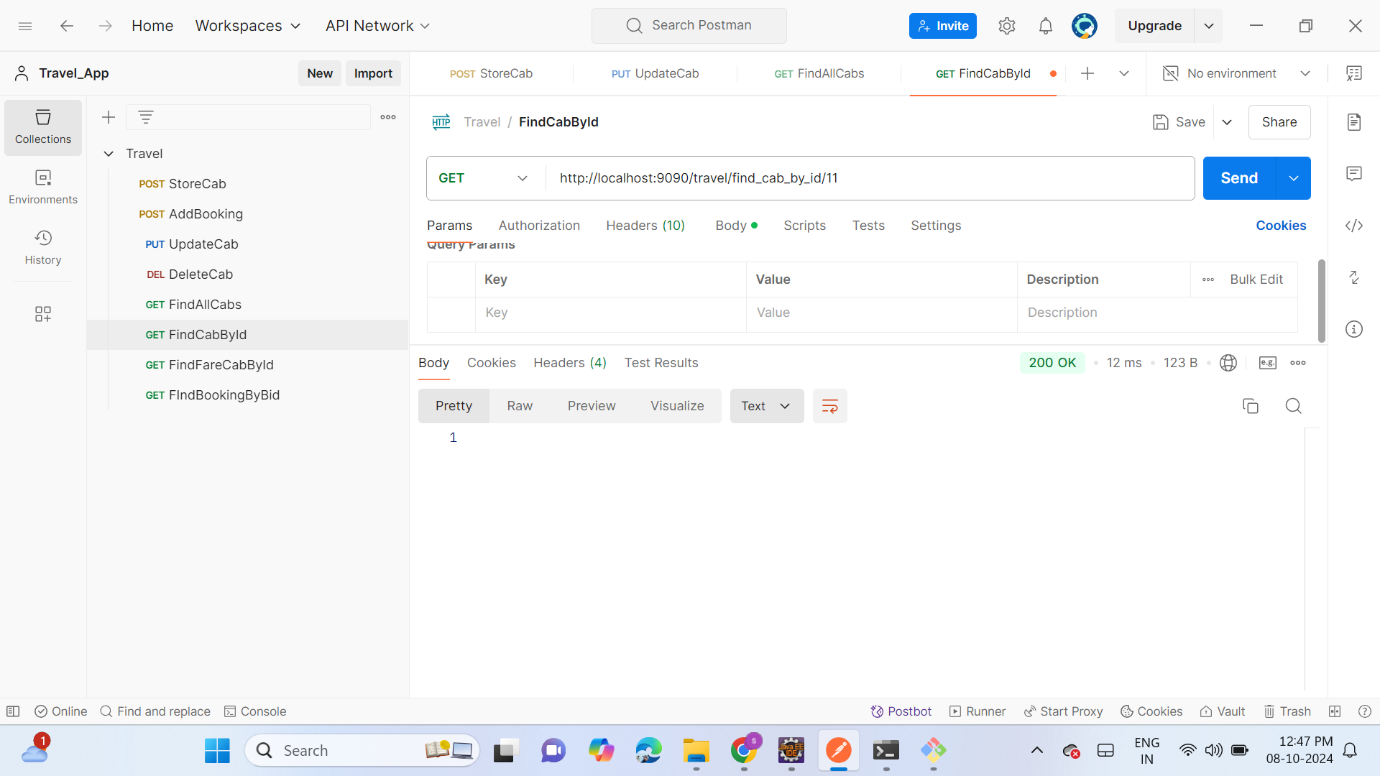 Home Workspaces API Network Search Postman Invite Upgrade
Travel_App New Import POST StoreCab PUT UpdateCab GET FindAllCabs GET FindCabById No environment
HTTP Travel / FindCabById Save Share
Collections
Environments
History
Travel
POST StoreCab
POST AddBooking
PUT UpdateCab
DEL DeleteCab
GET FindAllCabs
GET FindCabById
GET FindFareCabById
GET FIndBookingByBid
GET http://localhost:9090/travel/find_cab_by_id/11 Send
Params Authorization Headers (10) Body Scripts Tests Settings Cookies
Query Params
Key Value Description Bulk Edit
Key Value Description
Body Cookies Headers (4) Test Results 200 OK 12 ms 123 B e.g.
Pretty Raw Preview Visualize Text
1
Online Find and replace Console Postbot Runner Start Proxy Cookies Vault Trash
1 Search ENG 12:47 PM
IN 08-10-2024